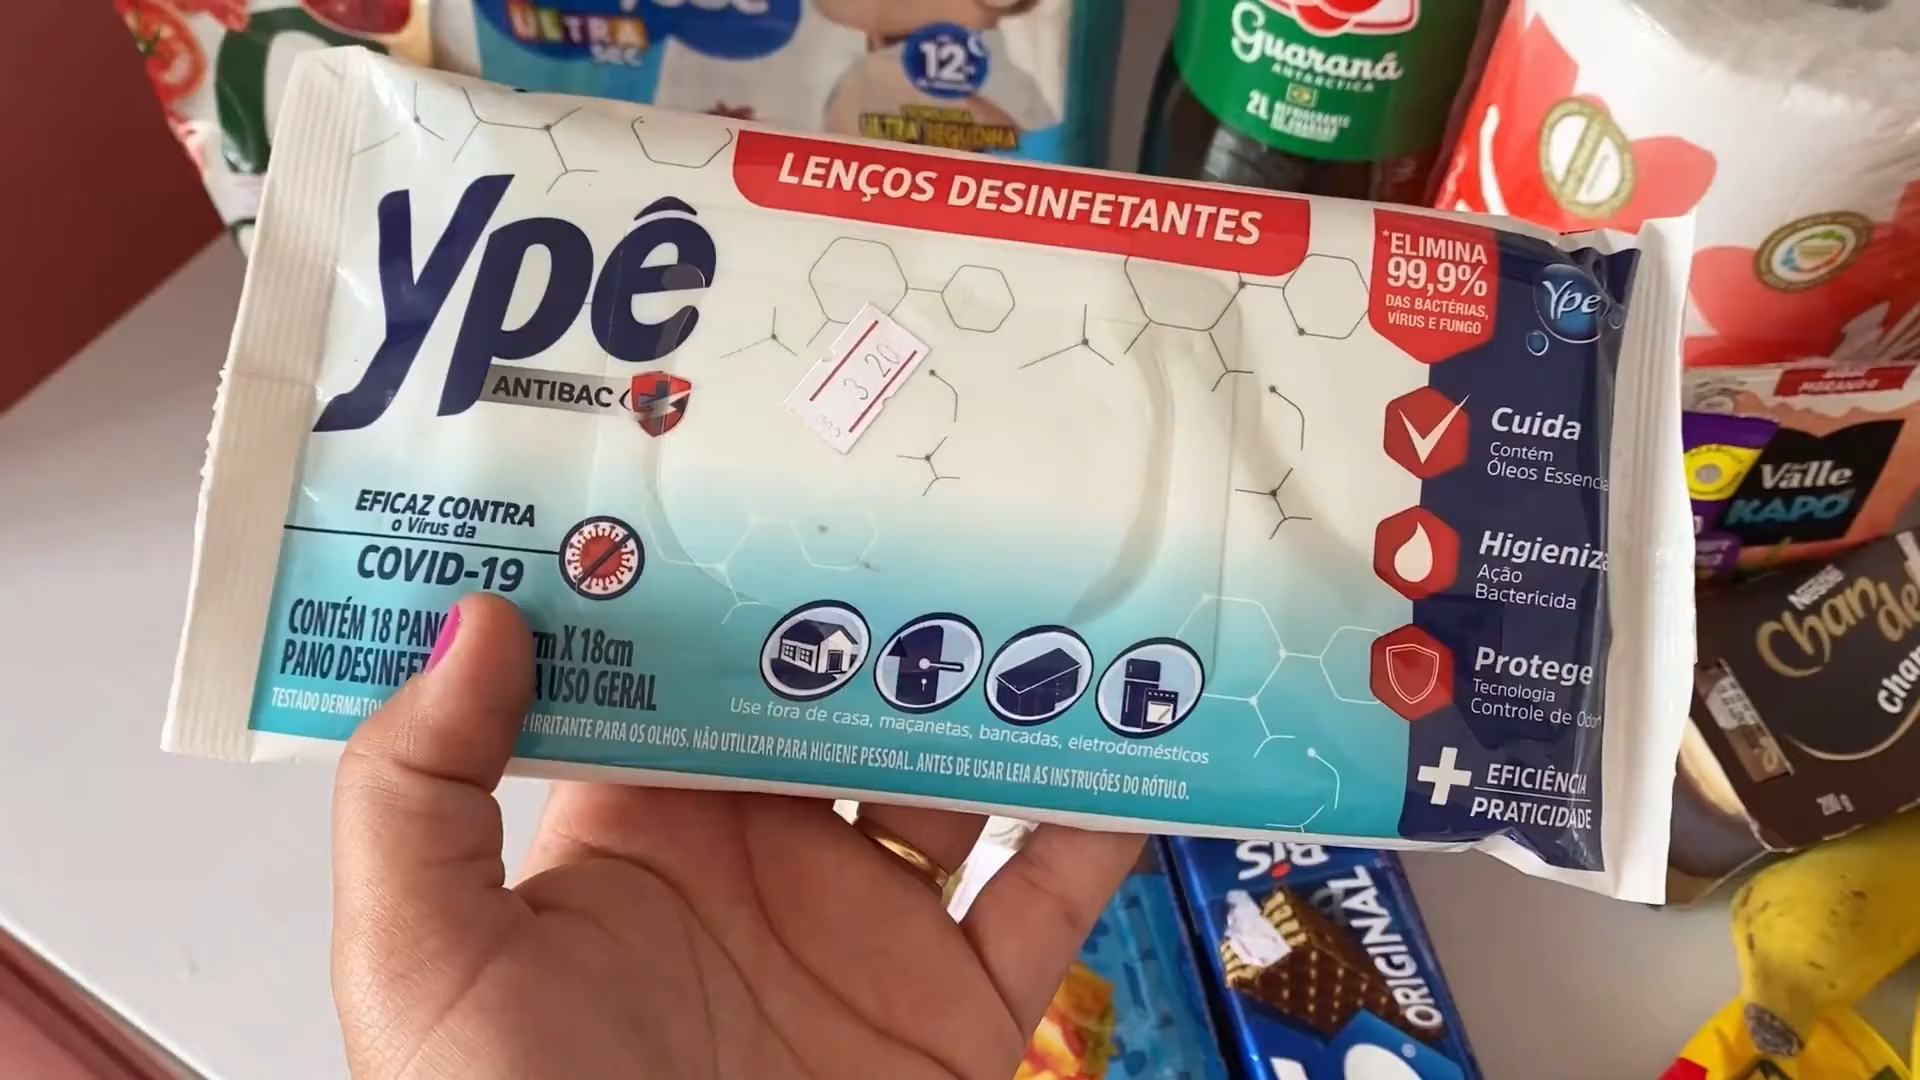 ULTRA
SEC
12
Guaraná
ANTARCTICA
2L
LENÇOS DESINFETANTES
ypê
ANTIBAC
3 20
*ELIMINA
99,9%
DAS BACTÉRIAS,
VÍRUS E FUNGO
Ypê
Cuida
Contém
Óleos Essenc
Higieniz
Ação
Bactericida
Protege
Tecnologia
Controle de Odor
EFICIÊNCIA
PRATICIDADE
EFICAZ CONTRA
o Vírus da
COVID-19
CONTÉM 18 PAN cm X 18cm
PANO DESINFET A USO GERAL
TESTADO DERMATO IRRITANTE PARA OS OLHOS. NÃO UTILIZAR PARA HIGIENE PESSOAL. ANTES DE USAR LEIA AS INSTRUÇÕES DO RÓTULO.
Use fora de casa, maçanetas, bancadas, eletrodomésticos
MORANGO
del Valle
KAPO
NESTLÉ
Chandelle
ORIGINAL